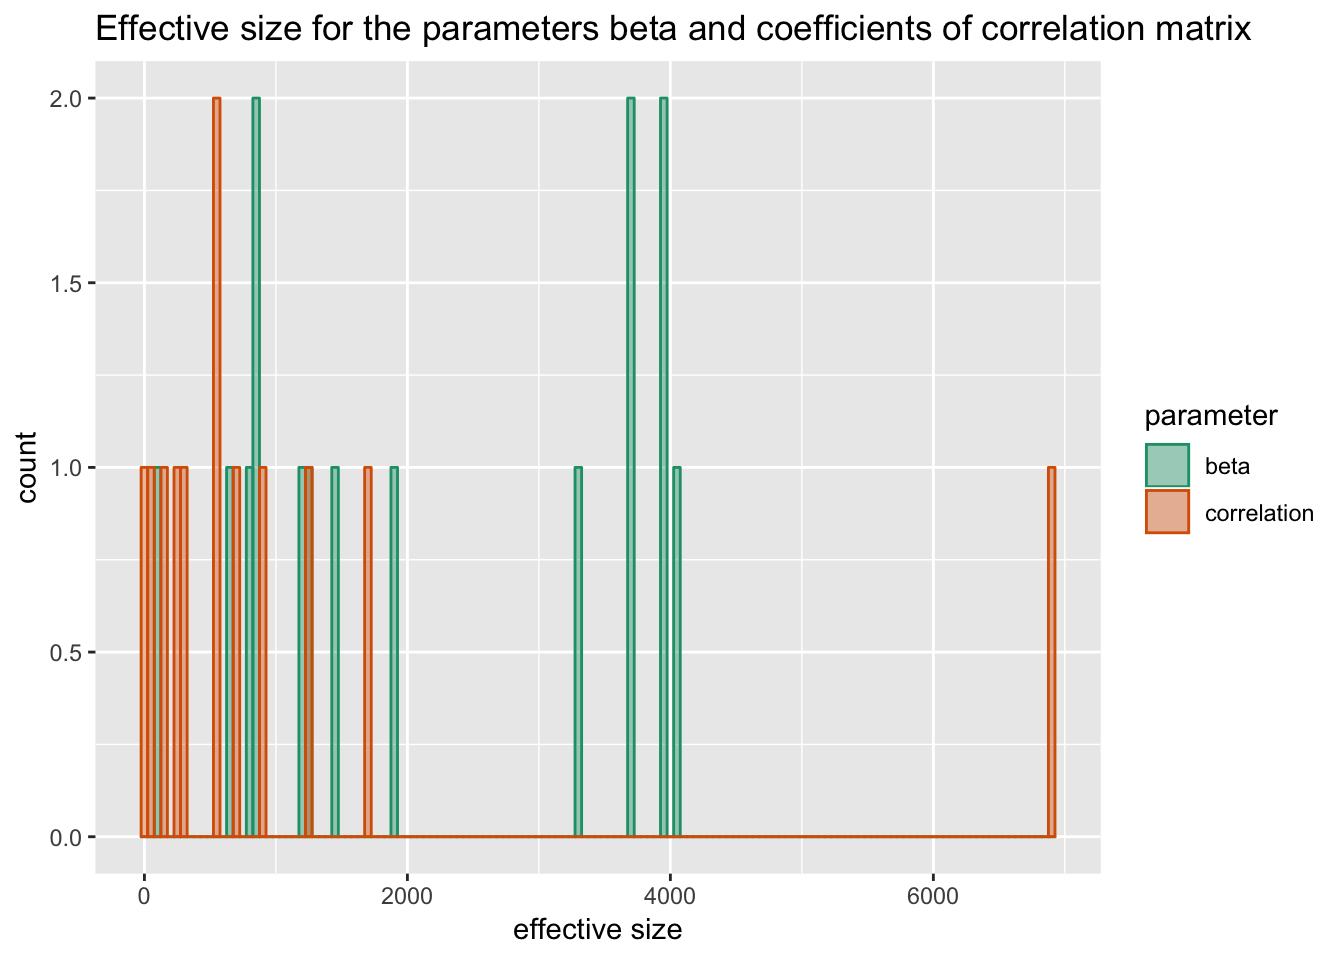 Effective size for the parameters beta and coefficients of correlation matrix
2.0
1.5
1.0
0.5
0.0
count
0 2000 4000 6000
effective size
parameter
beta
correlation